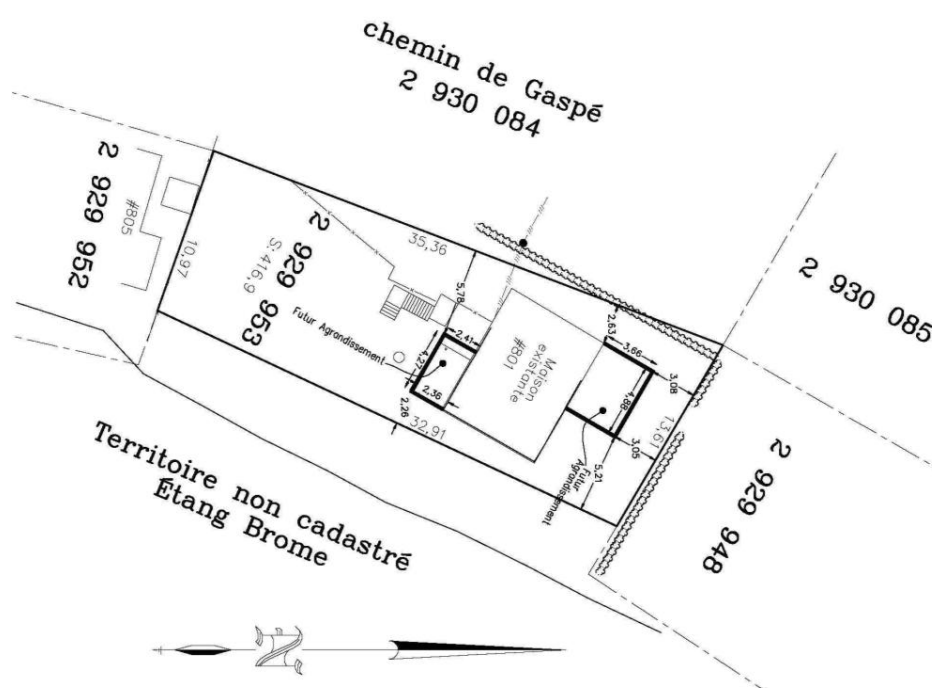 chemin de Gaspé
2 930 084
2 929 952
#805
10,97
2 929 953
S:416,9
35,36
5,78
Futur Agrandissement
2,41
4,27
2,36
2,26
32,91
Maison
existante
#801
2,63
3,66
3,08
4,88
13,61
3,05
5,21
Futur
Agrandissement
2 930 085
2 929 948
Territoire non cadastré
Étang Brome
N